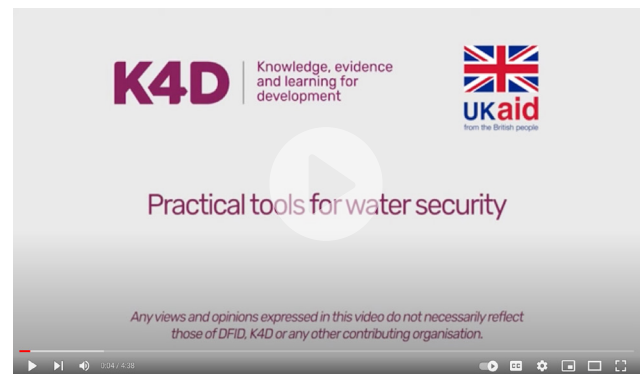 K4D
Knowledge, evidence
and learning for
development
UKaid
from the British people
Practical tools for water security
Any views and opinions expressed in this video do not necessarily reflect
those of DFID, K4D or any other contributing organisation.
0:04 / 4:38
CC